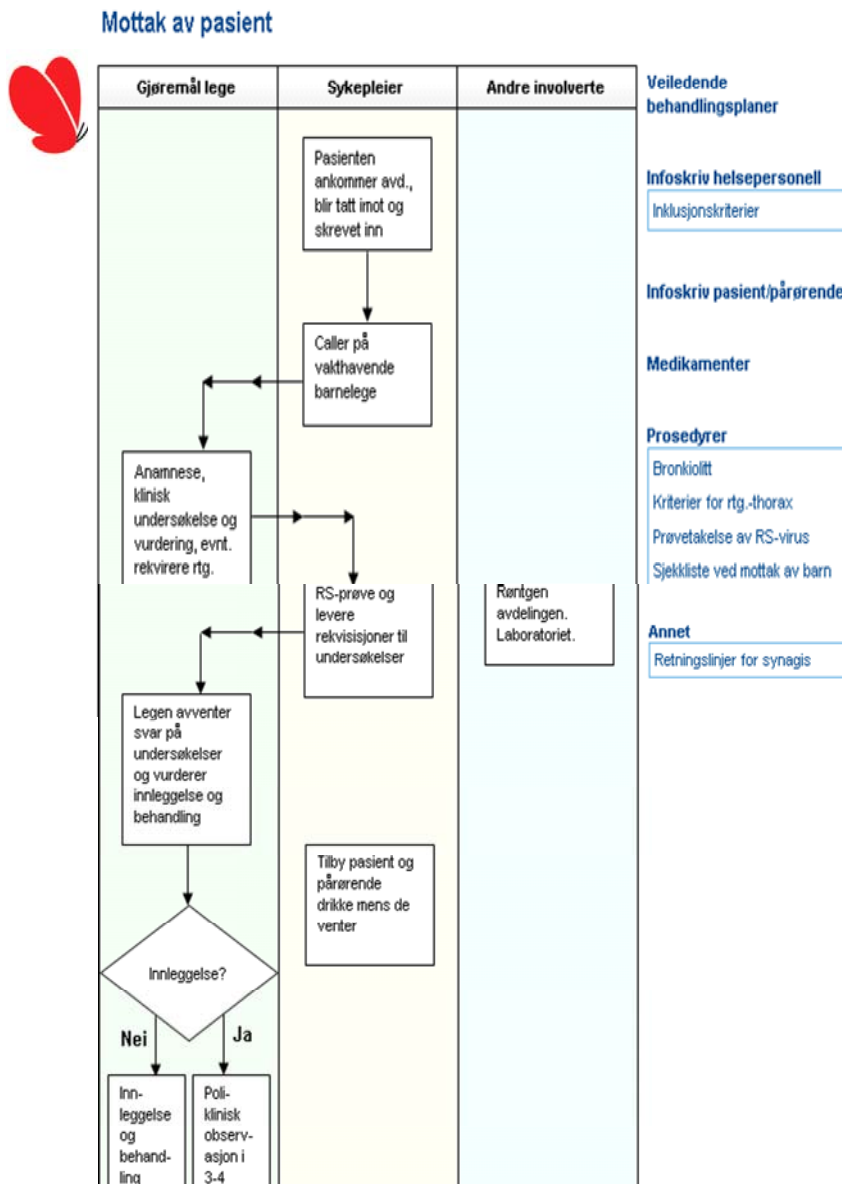 Mottak av pasient
Gjøremål lege
Sykepleier
Andre involverte
Pasienten
ankommer avd.,
blir tatt imot og
skrevet inn
Caller på
vakthavende
barnelege
Anamnese,
klinisk
undersøkelse og
vurdering, evnt.
rekvirere rtg.
RS-prøve og
levere
rekvisisjoner til
undersøkelser
Røntgen
avdelingen.
Laboratoriet.
Legen avventer
svar på
undersøkelser
og vurderer
innleggelse og
behandling
Tilby pasient og
pårørende
drikke mens de
venter
Innleggelse?
Nei
Ja
Inn-
leggelse
og
behand-
ling
Poli-
klinisk
observ-
asjon i
3-4
Veiledende
behandlingsplaner
Infoskriv helsepersonell
Inklusjonskriterier
Infoskriv pasient/pårørende
Medikamenter
Prosedyrer
Bronkiolitt
Kriterier for rtg.-thorax
Prøvetakelse av RS-virus
Sjekkliste ved mottak av barn
Annet
Retningslinjer for synagis